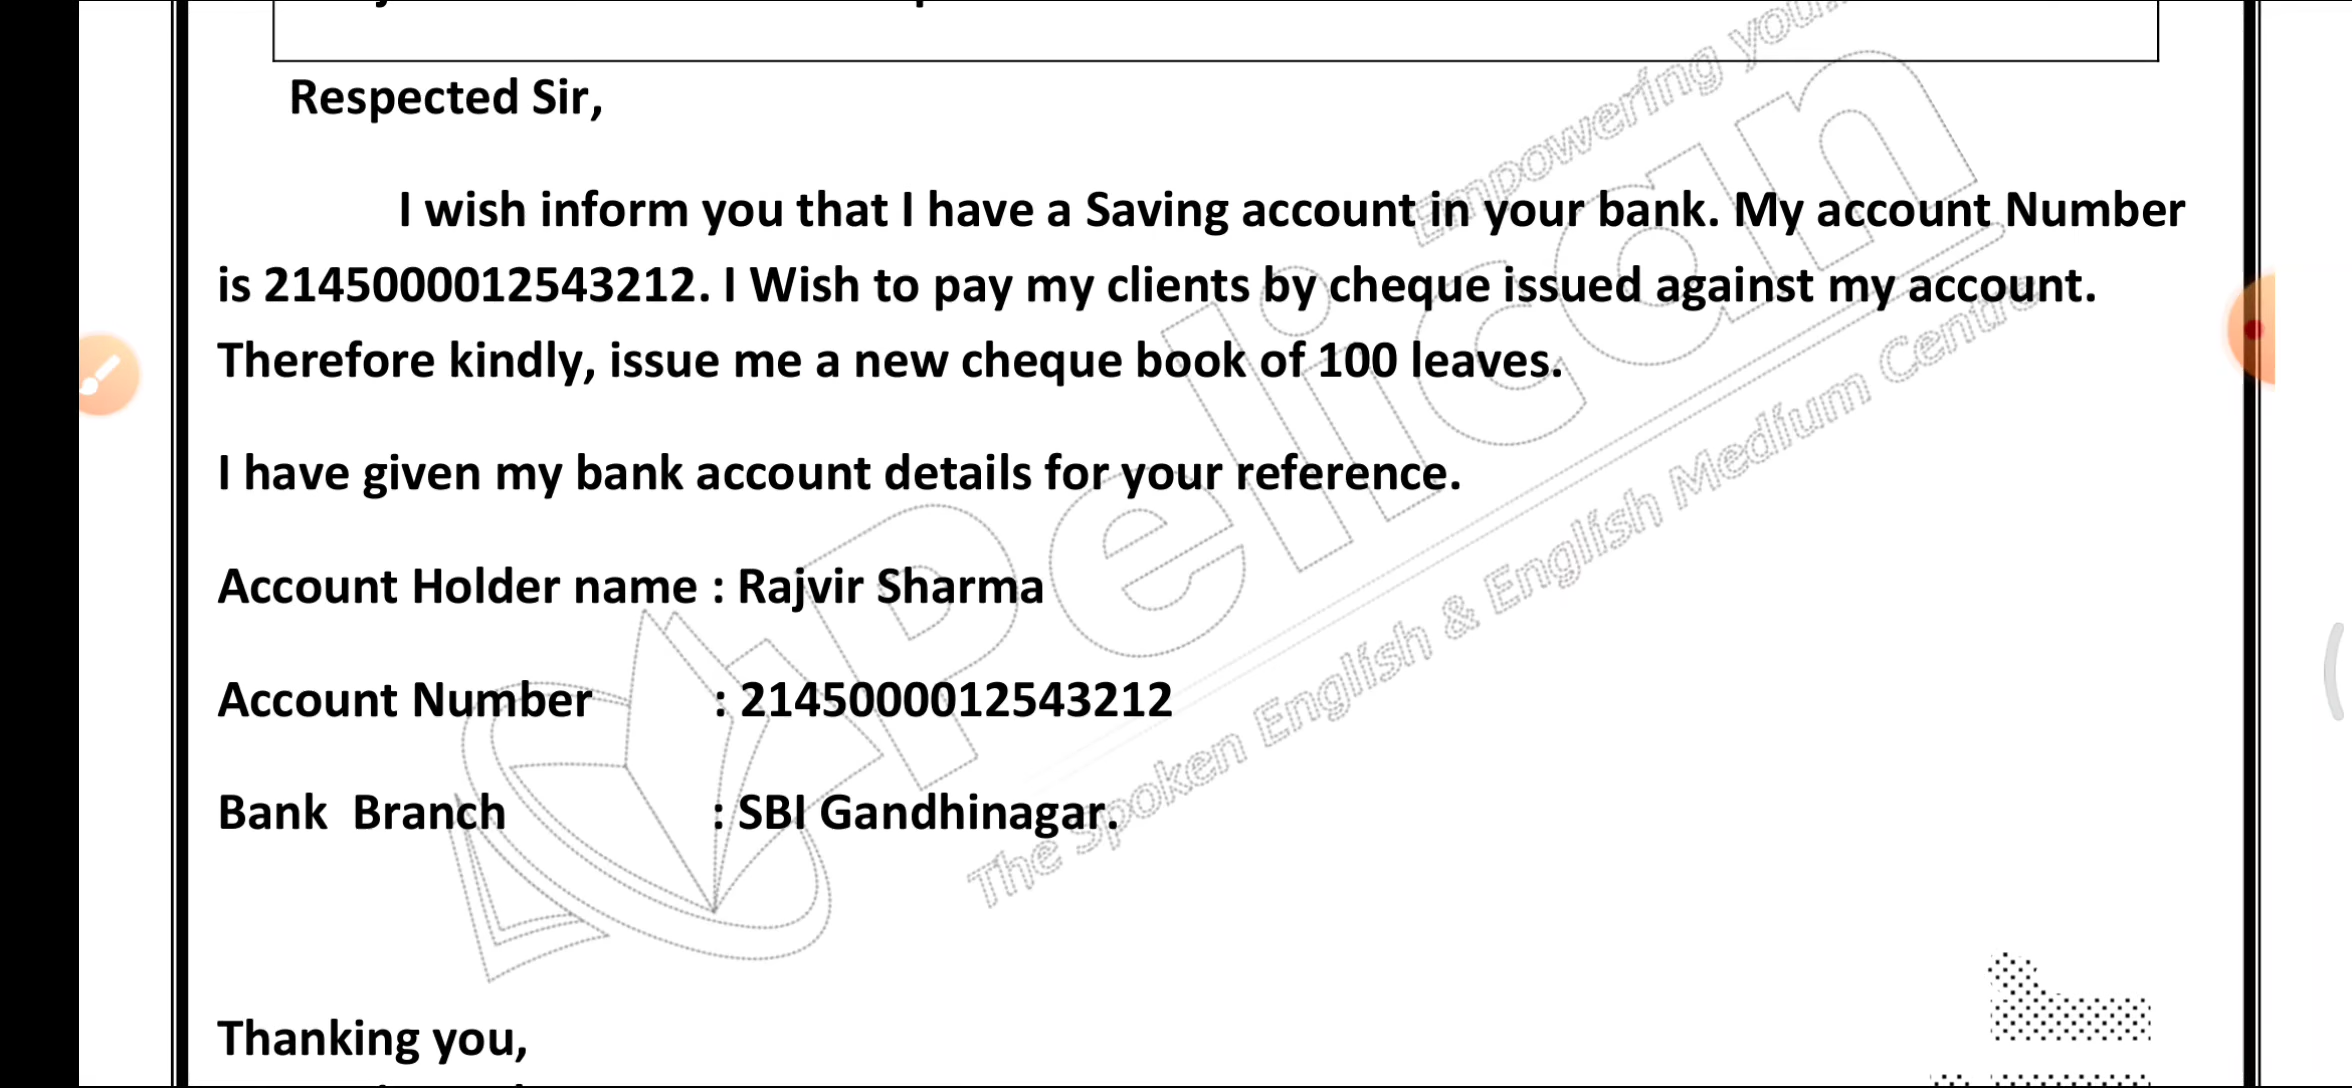 Respected Sir,
I wish inform you that I have a Saving account in your bank. My account Number
is 2145000012543212. I Wish to pay my clients by cheque issued against my account.
Therefore kindly, issue me a new cheque book of 100 leaves.
I have given my bank account details for your reference.
Account Holder name : Rajvir Sharma
Account Number : 2145000012543212
Bank Branch : SBI Gandhinagar.
Thanking you,
Empowering you...
Pelican
The Spoken English & English Medium Centre